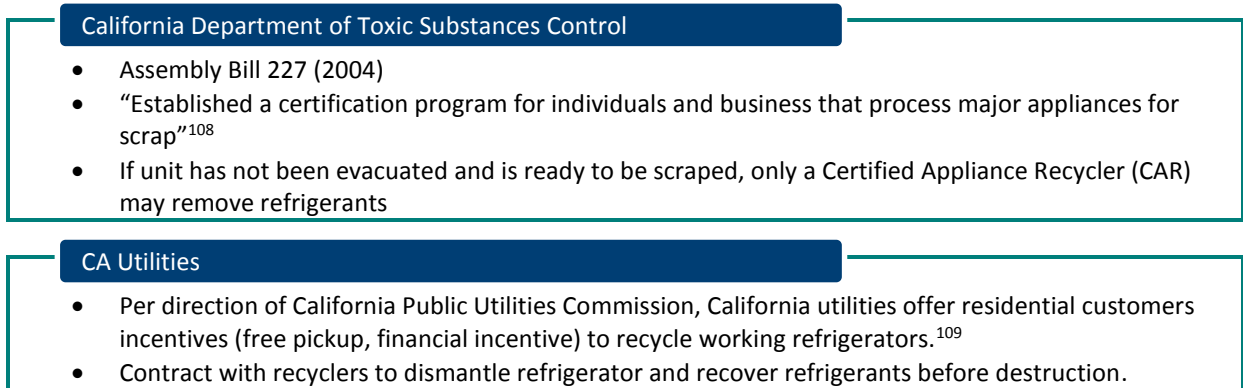 California Department of Toxic Substances Control
• Assembly Bill 227 (2004)
• “Established a certification program for individuals and business that process major appliances for
scrap”108
• If unit has not been evacuated and is ready to be scraped, only a Certified Appliance Recycler (CAR)
may remove refrigerants
CA Utilities
• Per direction of California Public Utilities Commission, California utilities offer residential customers
incentives (free pickup, financial incentive) to recycle working refrigerators.109
• Contract with recyclers to dismantle refrigerator and recover refrigerants before destruction.